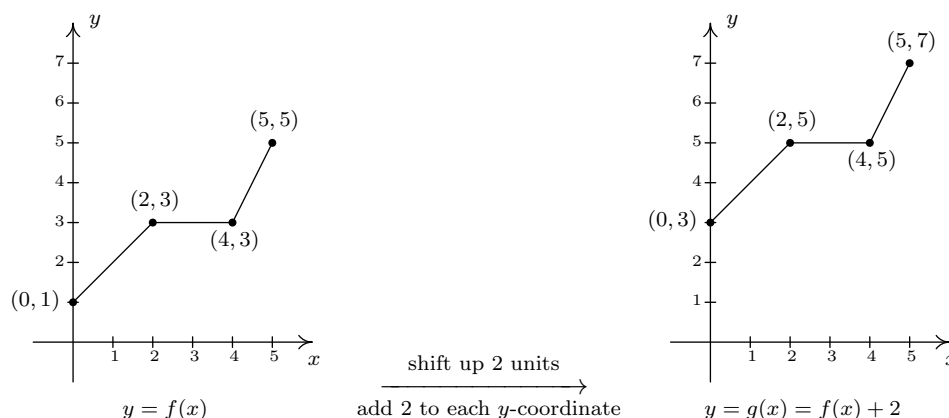 y
7
6
5
4
3
2
(0, 1)
(2, 3)
(4, 3)
(5, 5)
1 2 3 4 5
x
y = f(x)
shift up 2 units
add 2 to each y-coordinate
y
7
6
5
4
3
2
1
(0, 3)
(2, 5)
(4, 5)
(5, 7)
1 2 3 4 5
x
y = g(x) = f(x) + 2